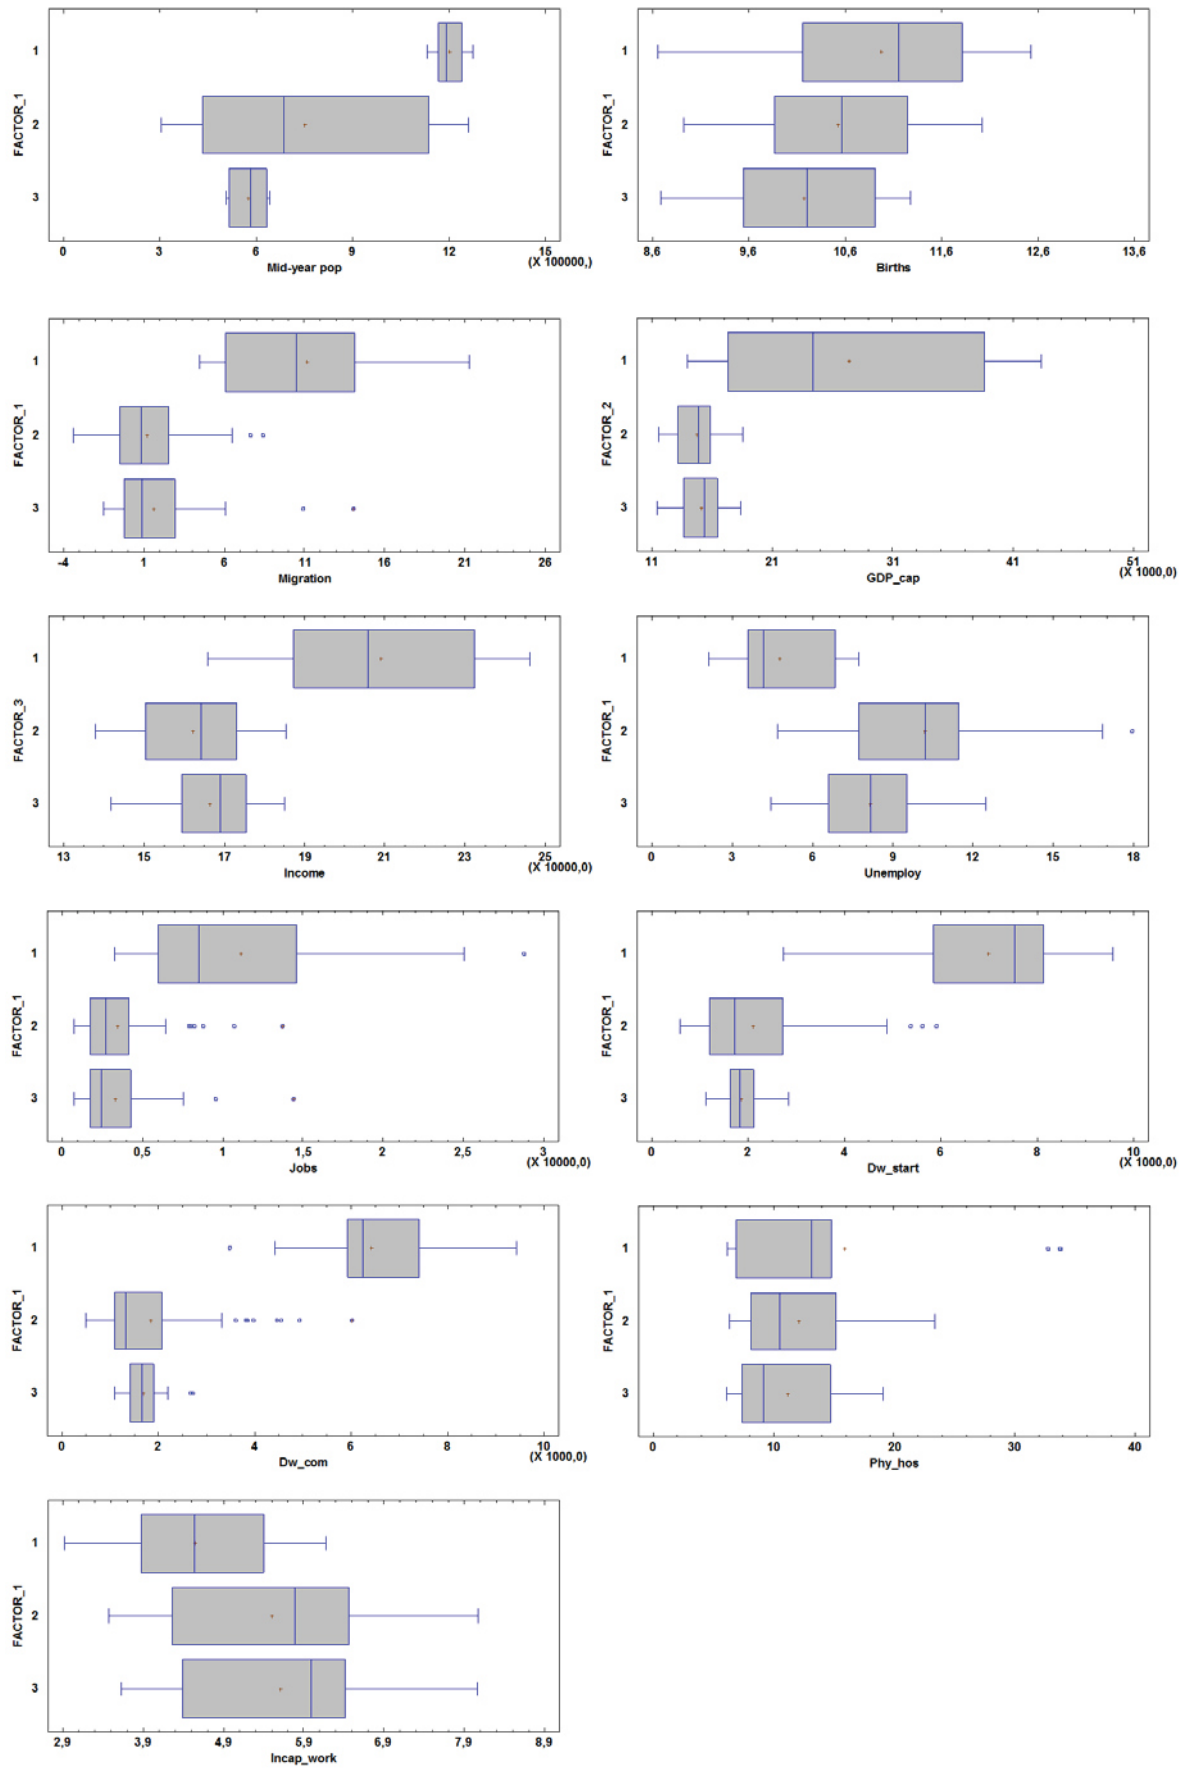 FACTOR_1
1
2
3
0 3 6 9 12 15
Mid-year pop
(X 100000,)
FACTOR_1
1
2
3
8,6 9,6 10,6 11,6 12,6 13,6
Births
FACTOR_1
1
2
3
-4 1 6 11 16 21 26
Migration
FACTOR_2
1
2
3
11 21 31 41 51
GDP_cap
(X 1000,0)
FACTOR_3
1
2
3
13 15 17 19 21 23 25
Income
(X 10000,0)
FACTOR_1
1
2
3
0 3 6 9 12 15 18
Unemploy
FACTOR_1
1
2
3
0 0,5 1 1,5 2 2,5 3
Jobs
(X 10000,0)
FACTOR_1
1
2
3
0 2 4 6 8 10
Dw_start
(X 1000,0)
FACTOR_1
1
2
3
0 2 4 6 8 10
Dw_com
(X 1000,0)
FACTOR_1
1
2
3
0 10 20 30 40
Phy_hos
FACTOR_1
1
2
3
2,9 3,9 4,9 5,9 6,9 7,9 8,9
Incap_work